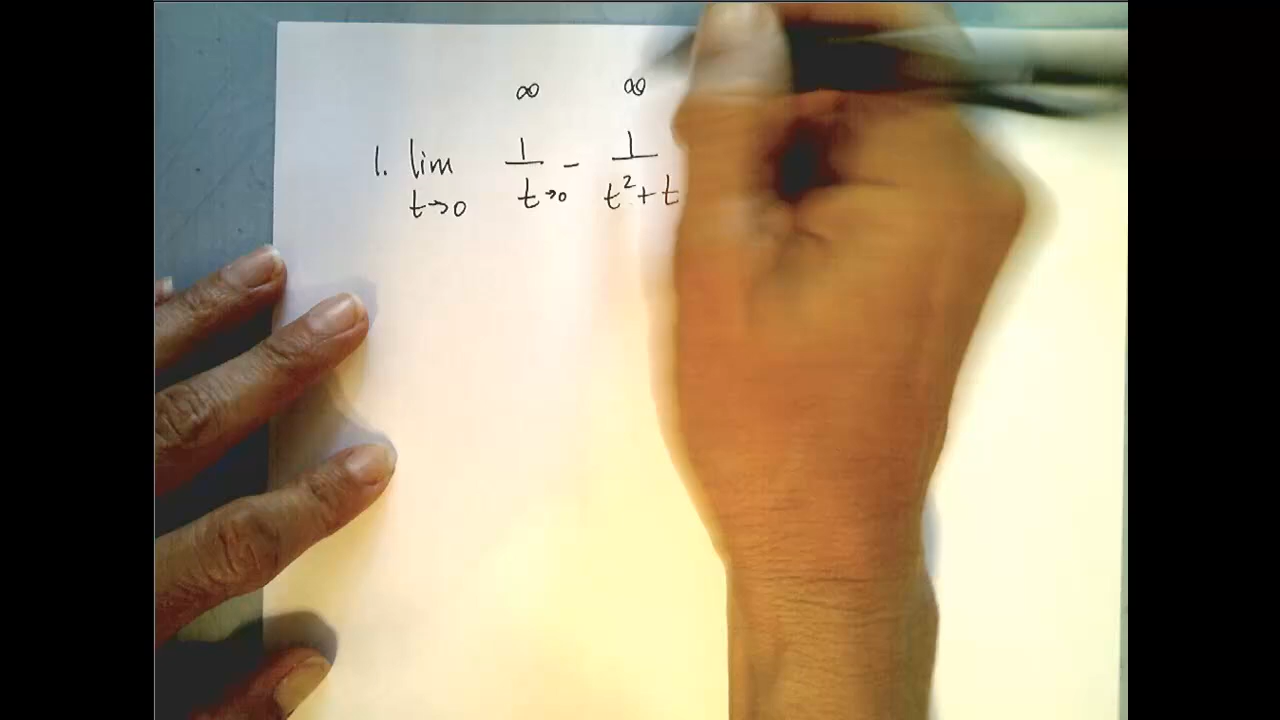 ∞ ∞
1. lim 1/t→0 - 1/t²+t
t→0